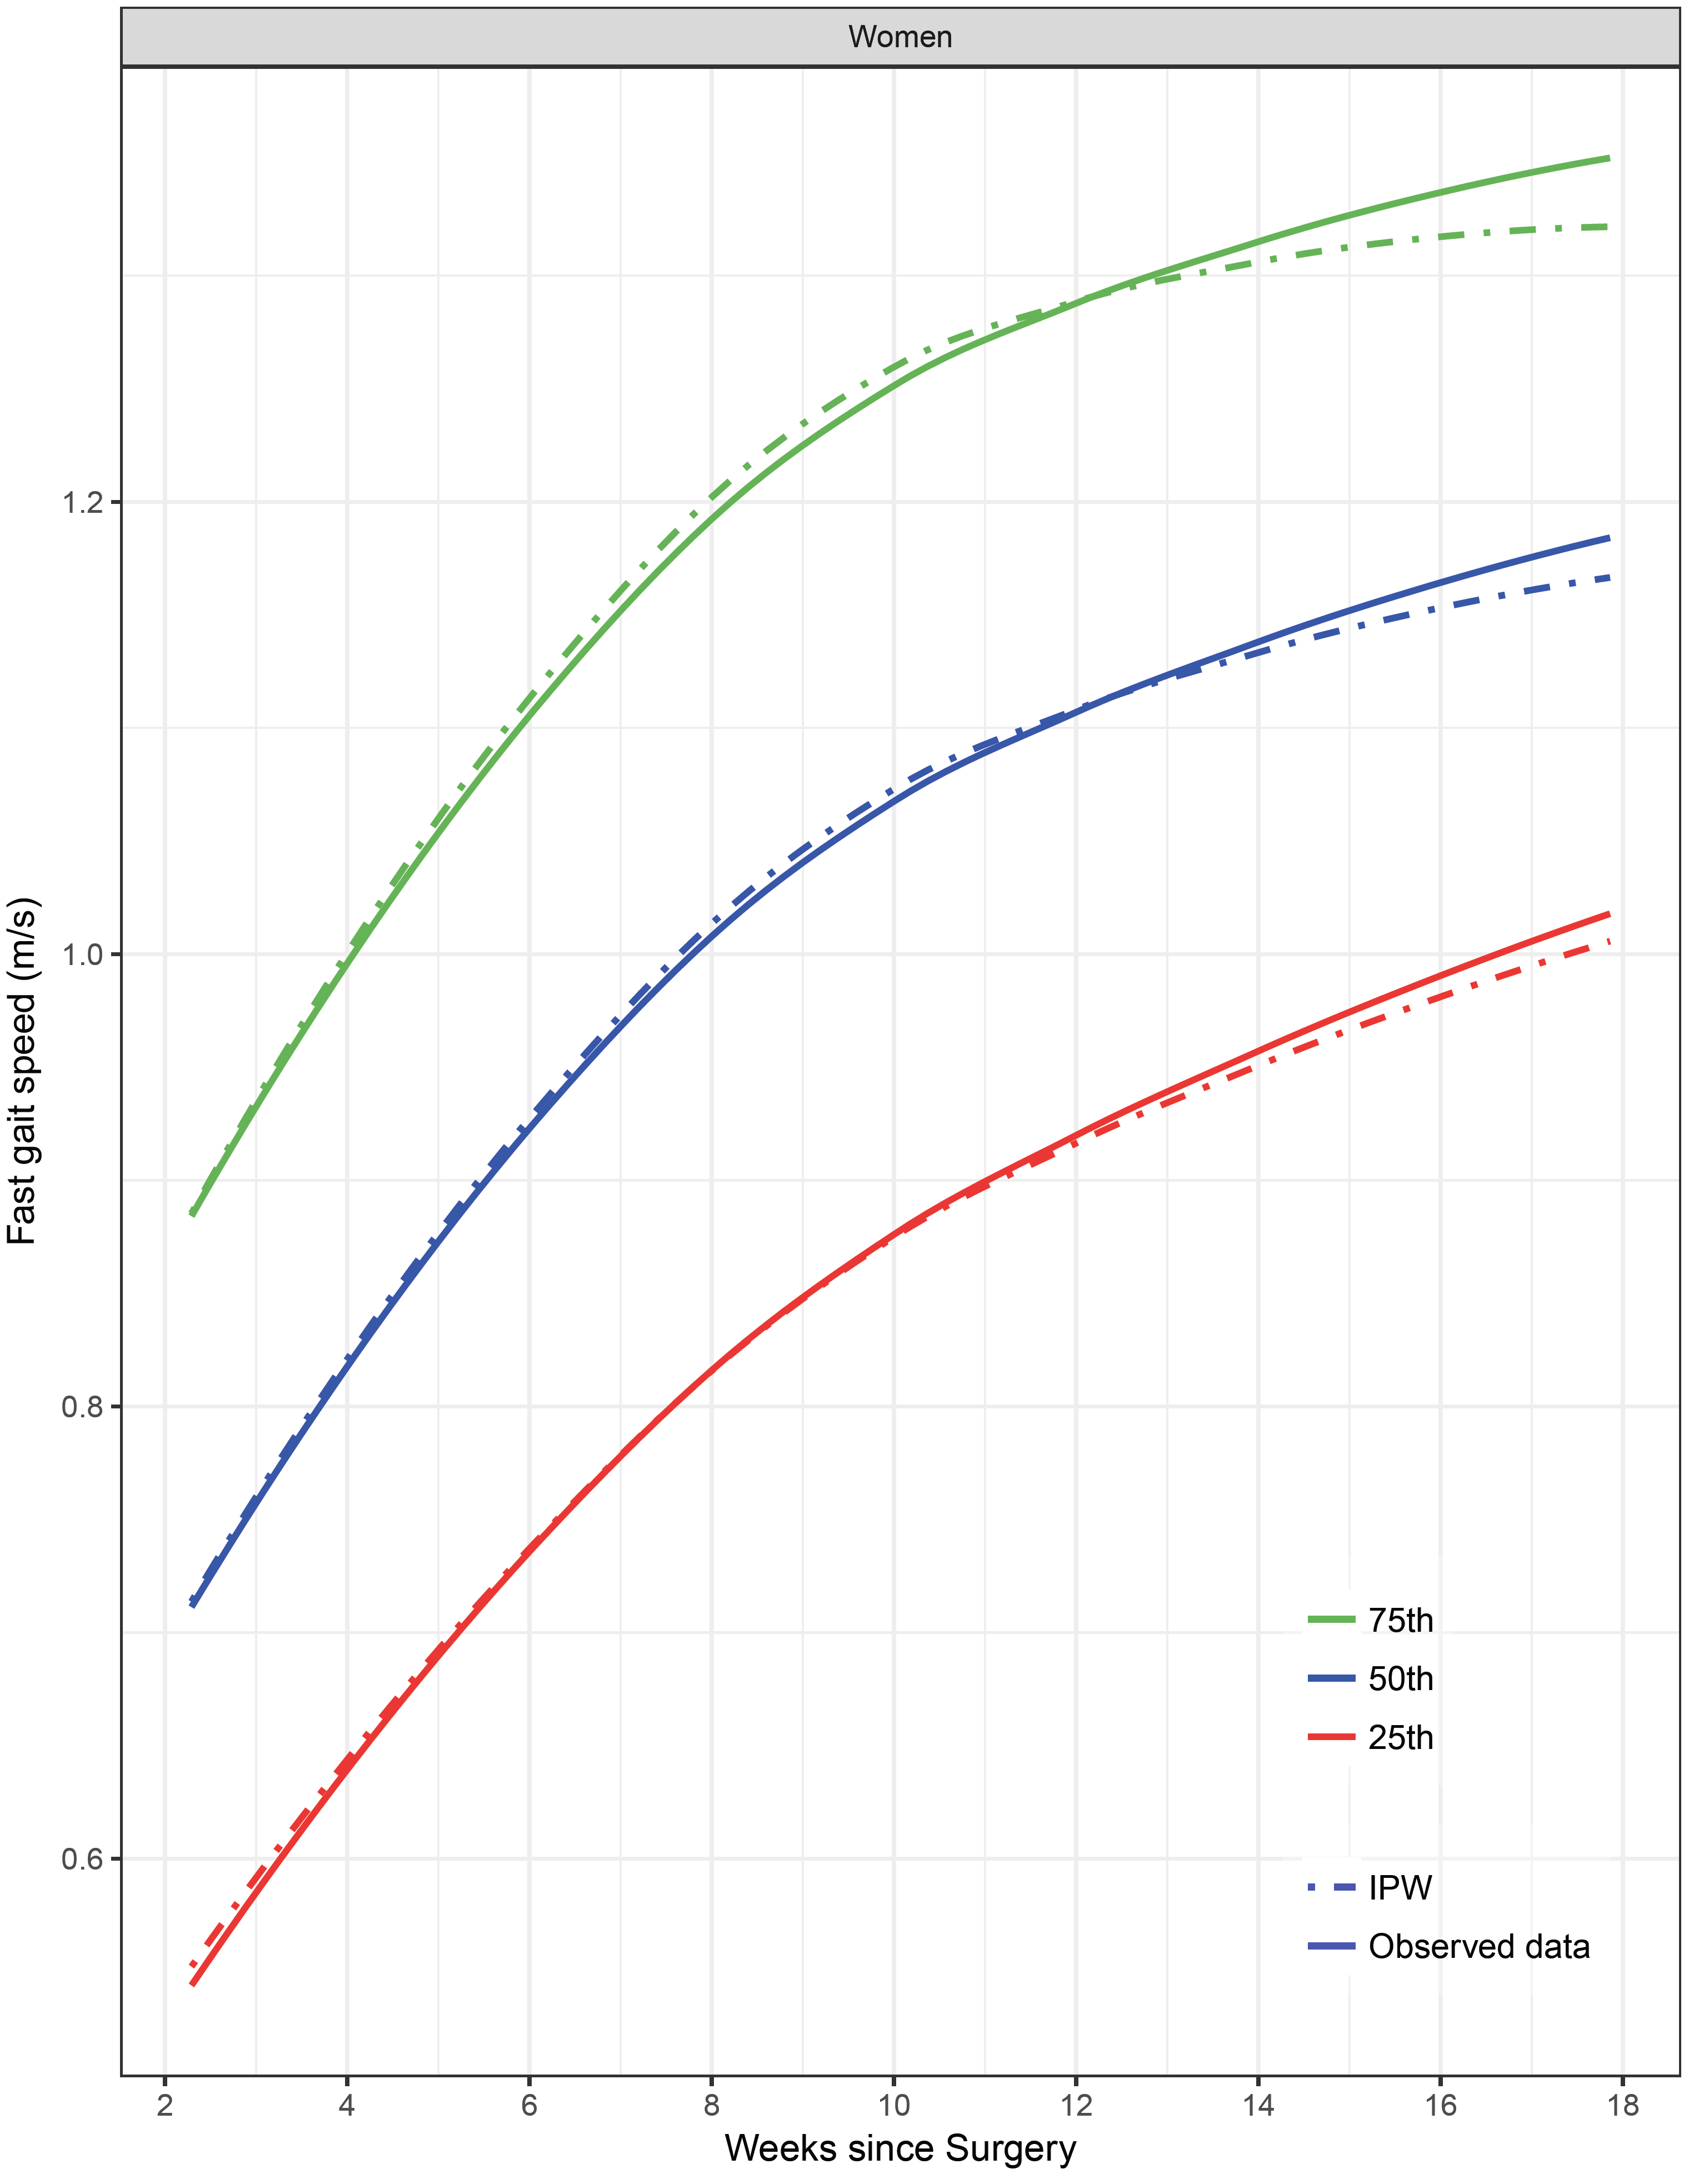 Women
Fast gait speed (m/s)
1.2
1.0
0.8
0.6
75th
50th
25th
IPW
Observed data
2 4 6 8 10 12 14 16 18
Weeks since Surgery